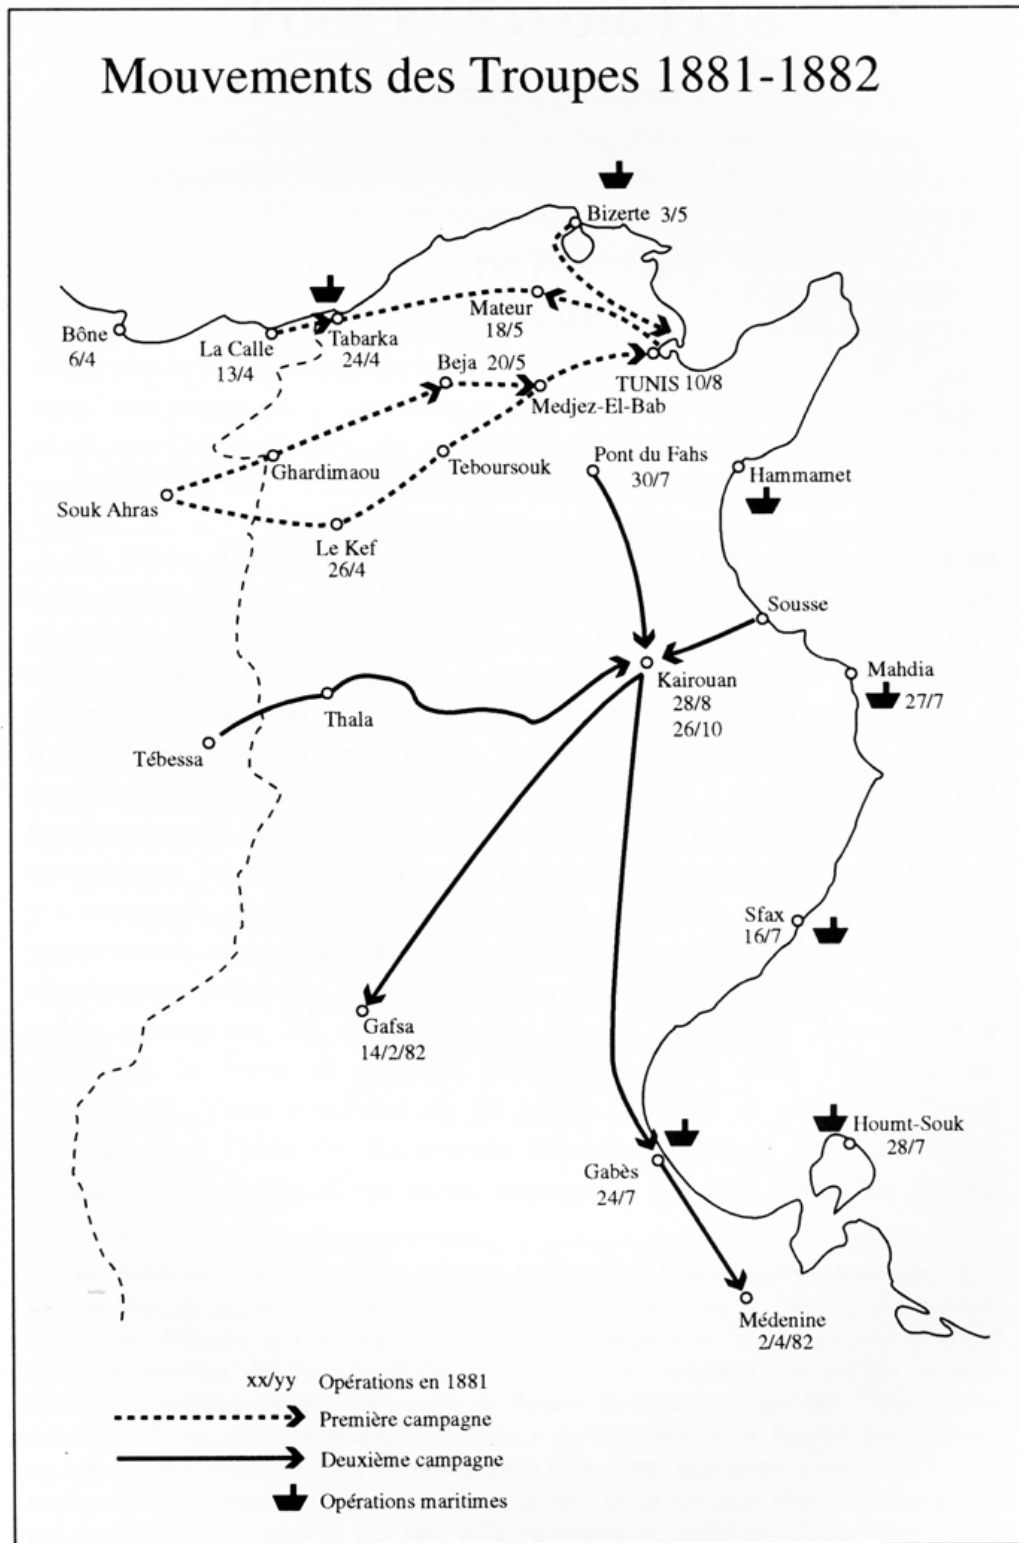 Mouvements des Troupes 1881-1882
Bizerte 3/5
Bône
6/4
La Calle
13/4
Tabarka
24/4
Mateur
18/5
Beja 20/5
TUNIS 10/8
Medjez-El-Bab
Souk Ahras
Ghardimaou
Teboursouk
Le Kef
26/4
Pont du Fahs
30/7
Hammamet
Sousse
Mahdia
27/7
Kairouan
28/8
26/10
Thala
Tébessa
Sfax
16/7
Gafsa
14/2/82
Houmt-Souk
28/7
Gabès
24/7
Médenine
2/4/82
xx/yy Opérations en 1881
Première campagne
Deuxième campagne
Opérations maritimes